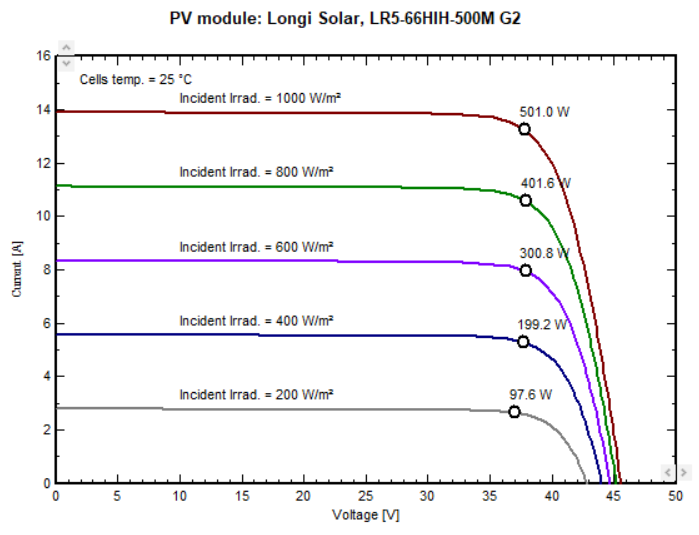 PV module: Longi Solar, LR5-66HIH-500M G2
16
Cells temp. = 25 °C
Incident Irrad. = 1000 W/m²
501.0 W
14
12
Incident Irrad. = 800 W/m²
401.6 W
10
Current [A]
Incident Irrad. = 600 W/m²
300.8 W
8
6
Incident Irrad. = 400 W/m²
199.2 W
4
Incident Irrad. = 200 W/m²
97.6 W
2
0
0 5 10 15 20 25 30 35 40 45 50
Voltage [V]